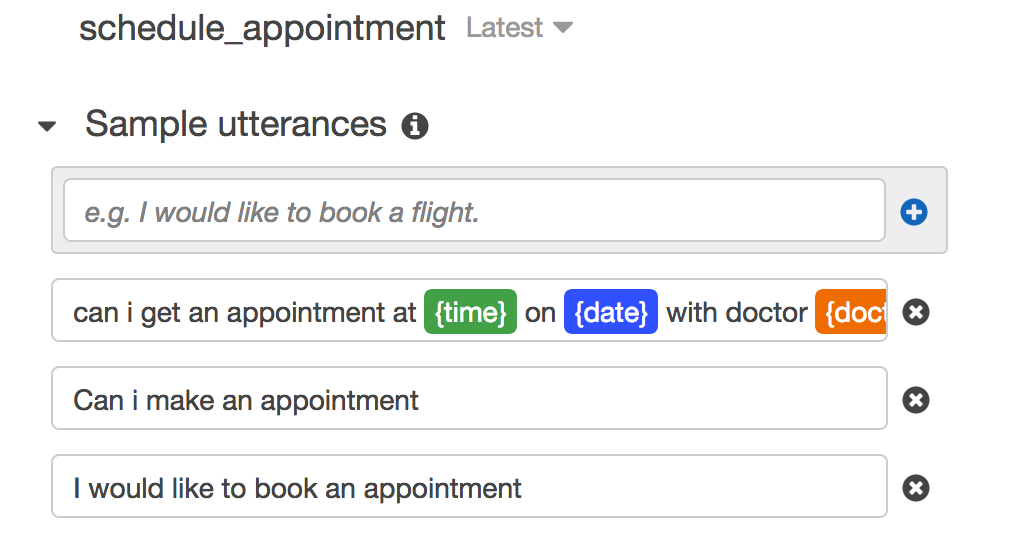 schedule_appointment Latest
Sample utterances
e.g. I would like to book a flight.
can i get an appointment at {time} on {date} with doctor
Can i make an appointment
I would like to book an appointment